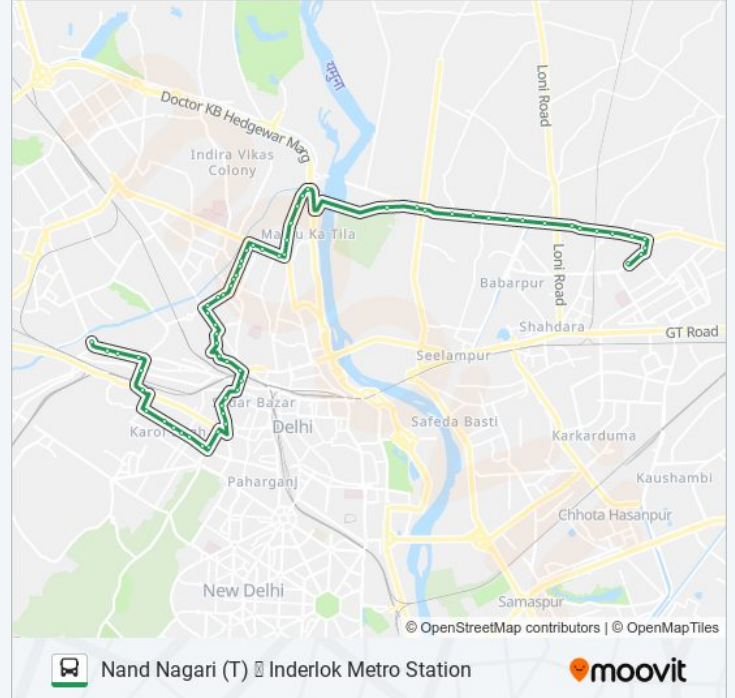 Loni Road
Doctor KB Hedgewar Marg
Indira Vikas
Colony
Ka Tila
Babarpur
Loni Road
Shahdara
GT Road
Seelampur
Bazar
Delhi
Safeda Basti
Karol
Karkarduma
Kaushambi
Paharganj
Chhota Hasanpur
New Delhi
Samaspur
© OpenStreetMap contributors | © OpenMapTiles
Nand Nagari (T) Inderlok Metro Station
moovit